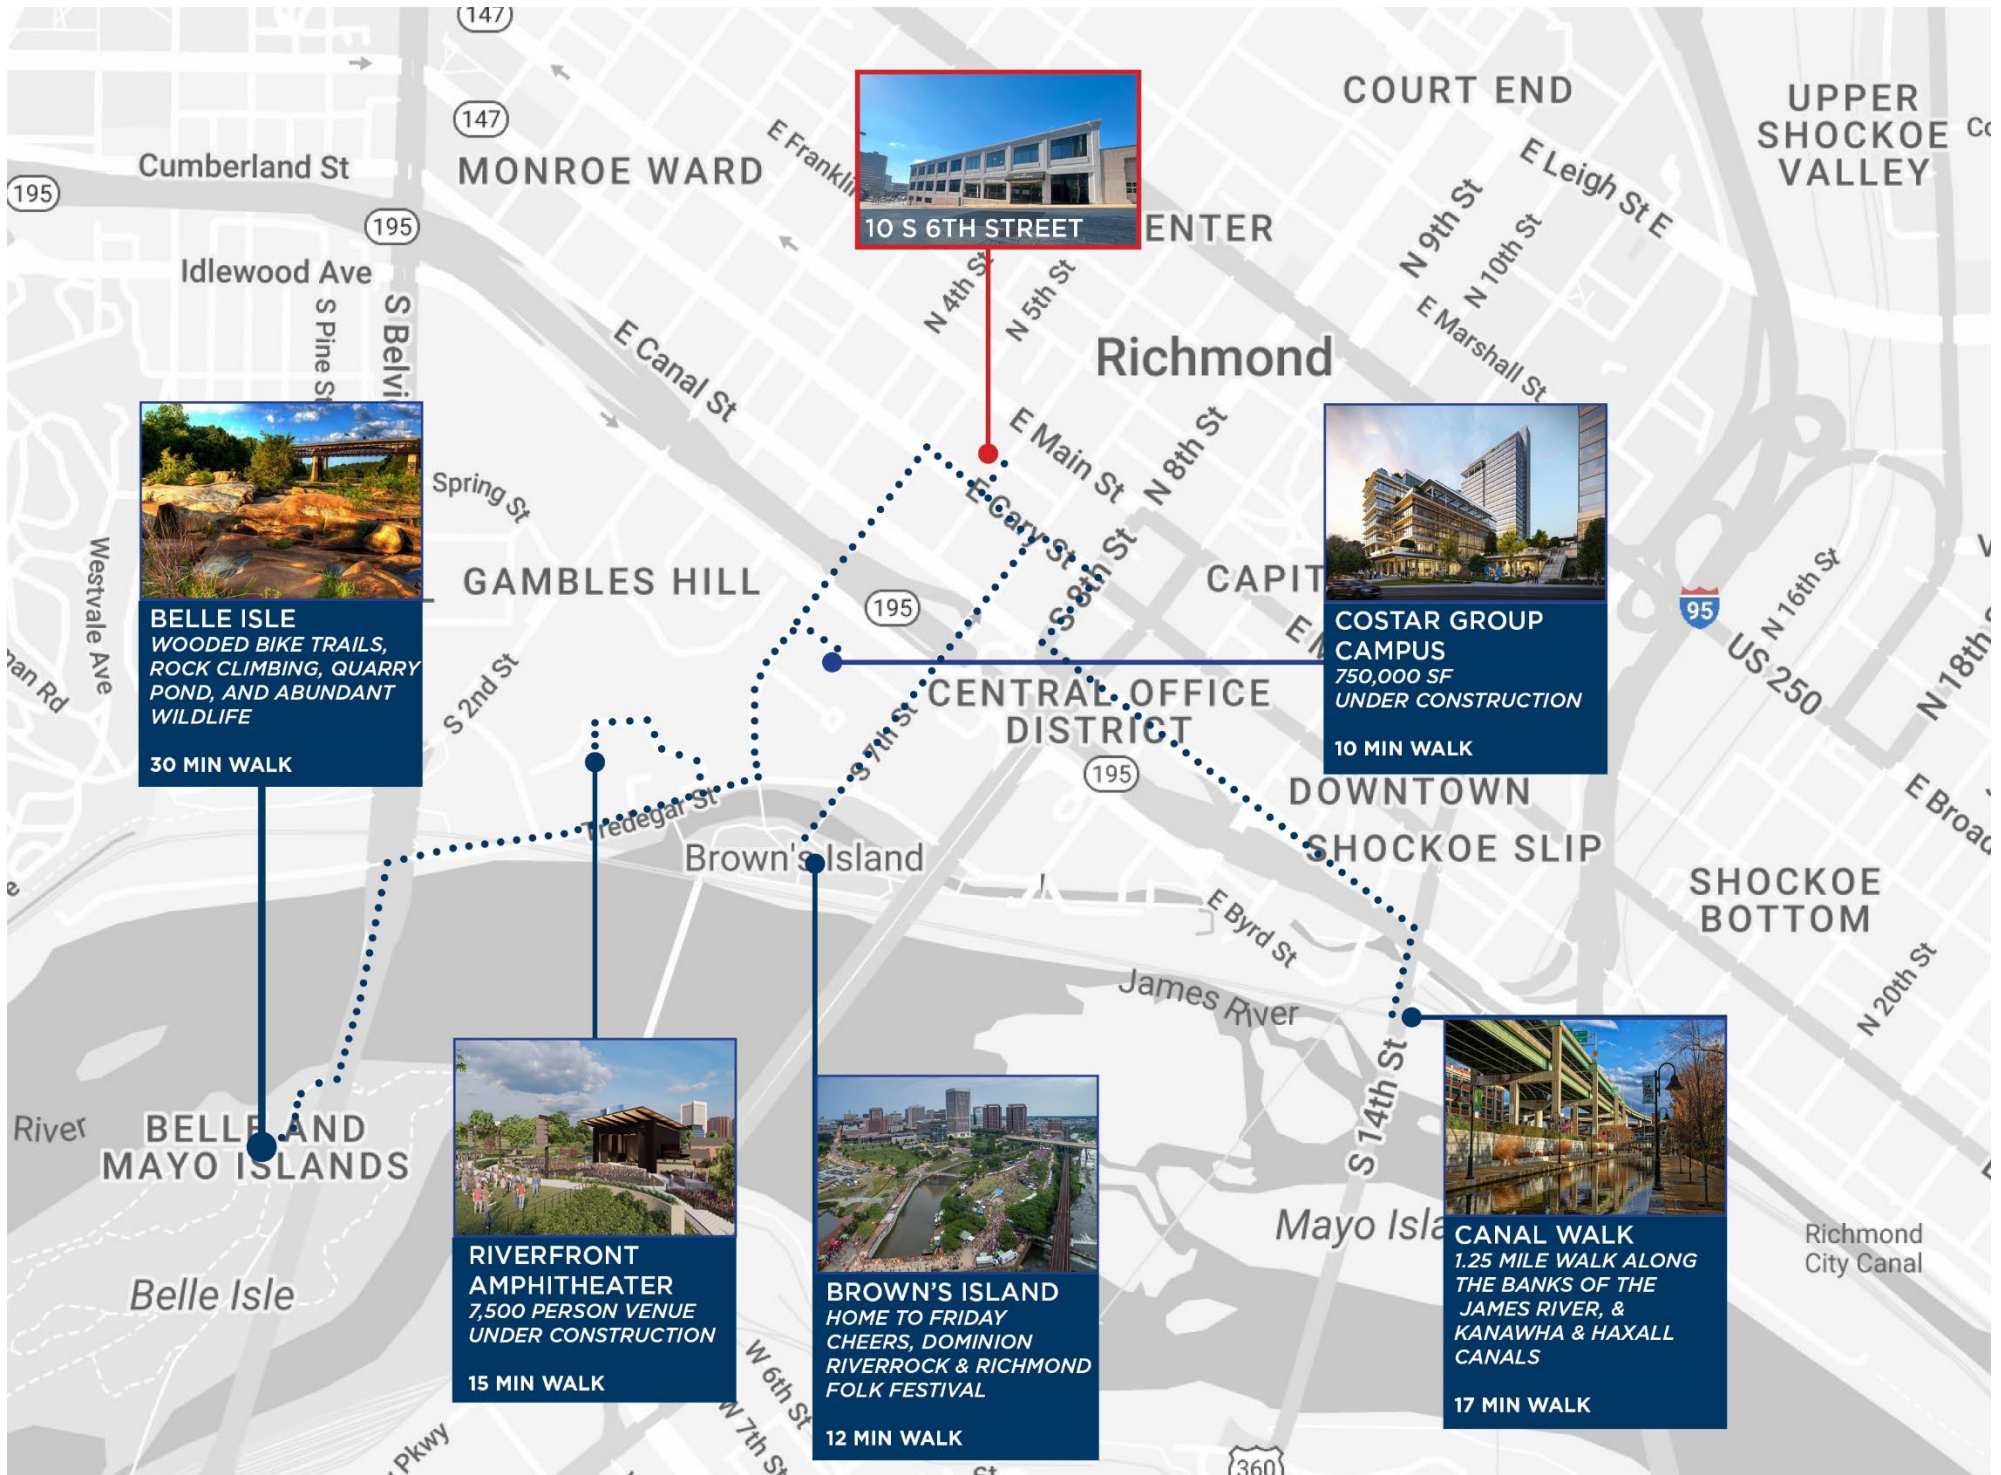 147
COURT END
UPPER
SHOCKOE
VALLEY
147
E Franklin
E Leigh St E
MONROE WARD
Cumberland St
195
195
10 S 6TH STREET
ENTER
N 9th St
N 10th St
Idlewood Ave
S Pine St
S Belvi
N 4th St
N 5th St
E Canal St
Richmond
E Marshall St
E Main St
N 8th St
Spring St
E Cary St
S 8th St
Westvale Ave
GAMBLES HILL
195
CAPIT
E M
95
N 16th St
US 250
N 18th S
BELLE ISLE
WOODED BIKE TRAILS,
ROCK CLIMBING, QUARRY
POND, AND ABUNDANT
WILDLIFE
30 MIN WALK
COSTAR GROUP
CAMPUS
750,000 SF
UNDER CONSTRUCTION
10 MIN WALK
man Rd
S 2nd St
CENTRAL OFFICE
DISTRICT
S 7th St
195
Tredegar St
DOWNTOWN
E Broad
Brown's Island
SHOCKOE SLIP
SHOCKOE
BOTTOM
E Byrd St
James River
N 20th St
S 14th St
River
BELLE AND
MAYO ISLANDS
Mayo Isla
Richmond
City Canal
Belle Isle
RIVERFRONT
AMPHITHEATER
7,500 PERSON VENUE
UNDER CONSTRUCTION
15 MIN WALK
BROWN'S ISLAND
HOME TO FRIDAY
CHEERS, DOMINION
RIVERROCK & RICHMOND
FOLK FESTIVAL
12 MIN WALK
CANAL WALK
1.25 MILE WALK ALONG
THE BANKS OF THE
JAMES RIVER, &
KANAWHA & HAXALL
CANALS
17 MIN WALK
W 6th St
W 7th St
Pkwy
St
360